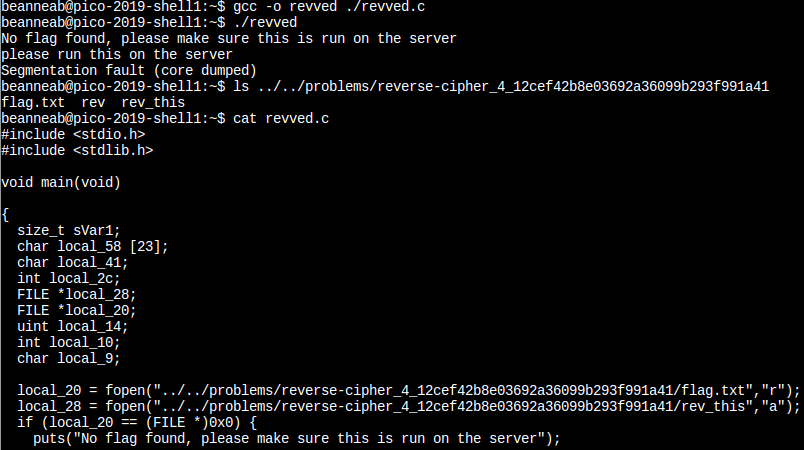 beanneab@pico-2019-shell1:~$ gcc -o revved ./revved.c
beanneab@pico-2019-shell1:~$ ./revved
No flag found, please make sure this is run on the server
please run this on the server
Segmentation fault (core dumped)
beanneab@pico-2019-shell1:~$ ls ../../problems/reverse-cipher_4_12cef42b8e03692a36099b293f991a41
flag.txt  rev  rev_this
beanneab@pico-2019-shell1:~$ cat revved.c
#include <stdio.h>
#include <stdlib.h>

void main(void)

{
  size_t sVar1;
  char local_58 [23];
  char local_41;
  int local_2c;
  FILE *local_28;
  FILE *local_20;
  uint local_14;
  int local_10;
  char local_9;

  local_20 = fopen("../../problems/reverse-cipher_4_12cef42b8e03692a36099b293f991a41/flag.txt","r");
  local_28 = fopen("../../problems/reverse-cipher_4_12cef42b8e03692a36099b293f991a41/rev_this","a");
  if (local_20 == (FILE *)0x0) {
    puts("No flag found, please make sure this is run on the server");